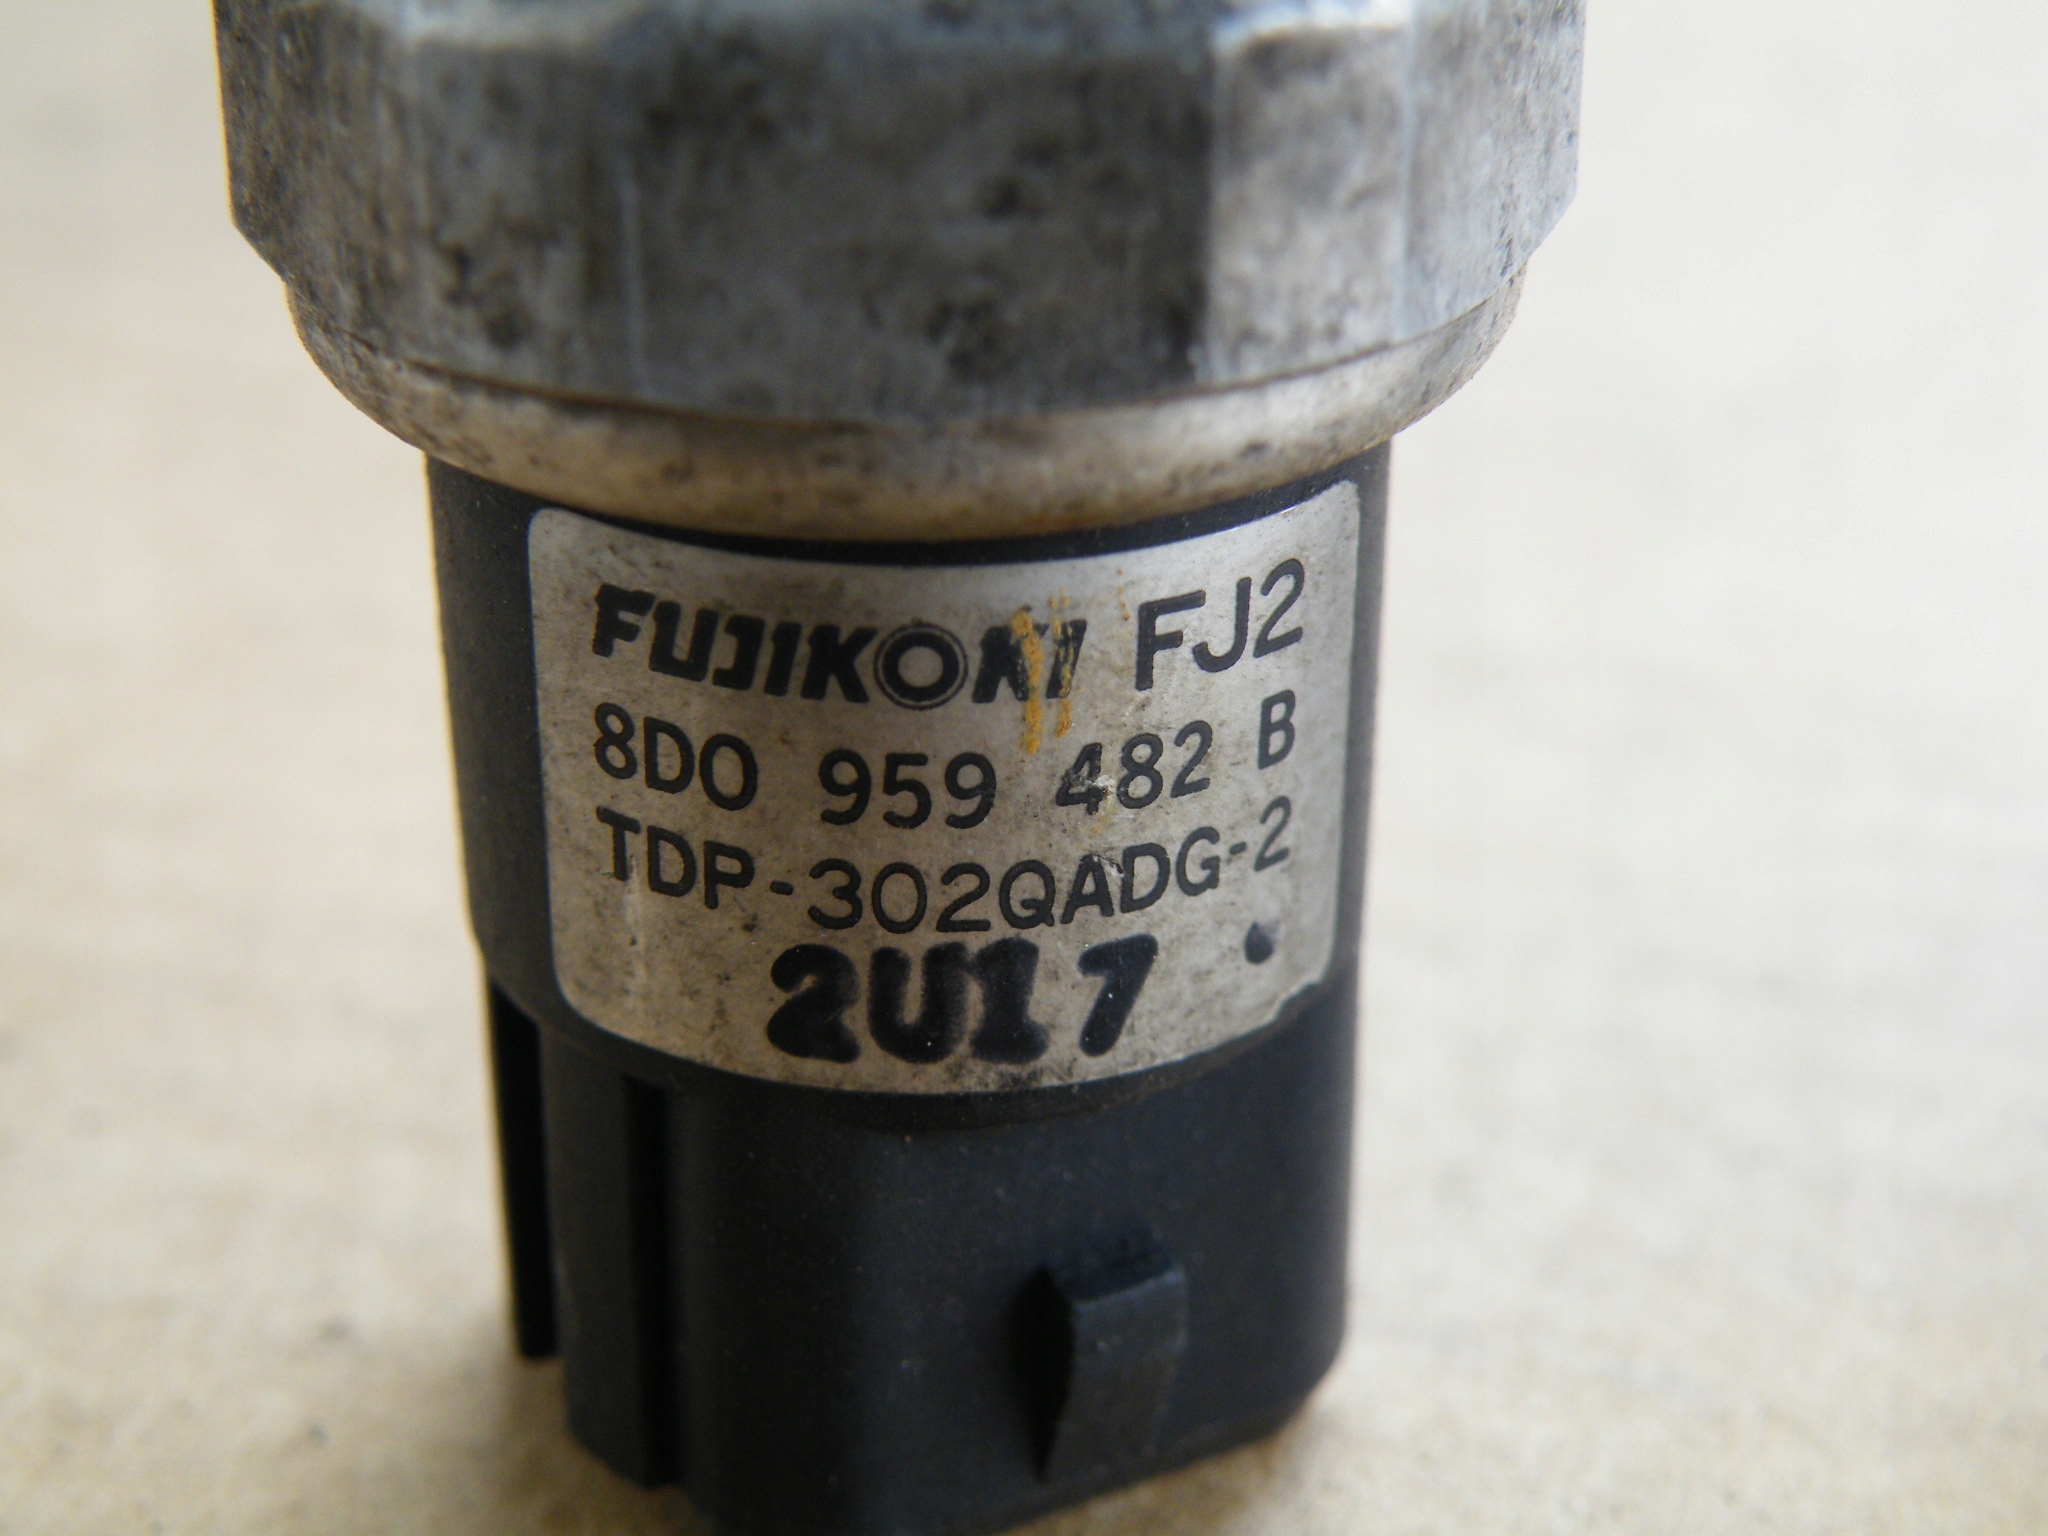 FUJIKOKI FJ2
8D0 959 482 B
TDP-302QADG-2
2U17